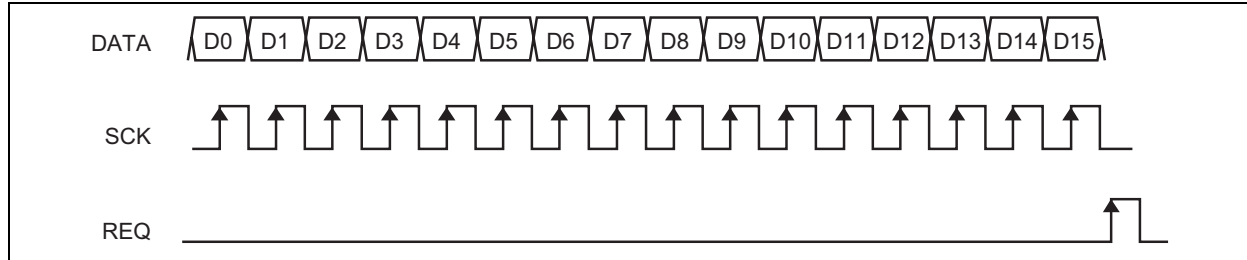 DATA D0 D1 D2 D3 D4 D5 D6 D7 D8 D9 D10 D11 D12 D13 D14 D15
SCK
REQ